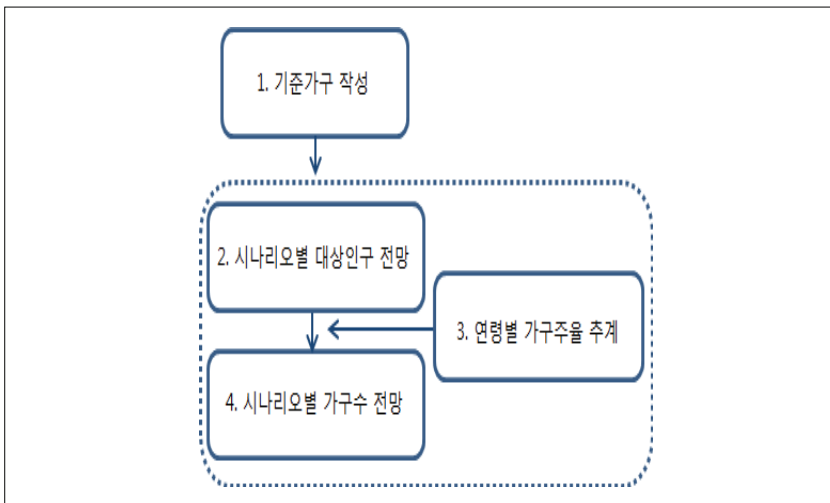 1. 기준가구 작성
2. 시나리오별 대상인구 전망
3. 연령별 가구주율 추계
4. 시나리오별 가구수 전망